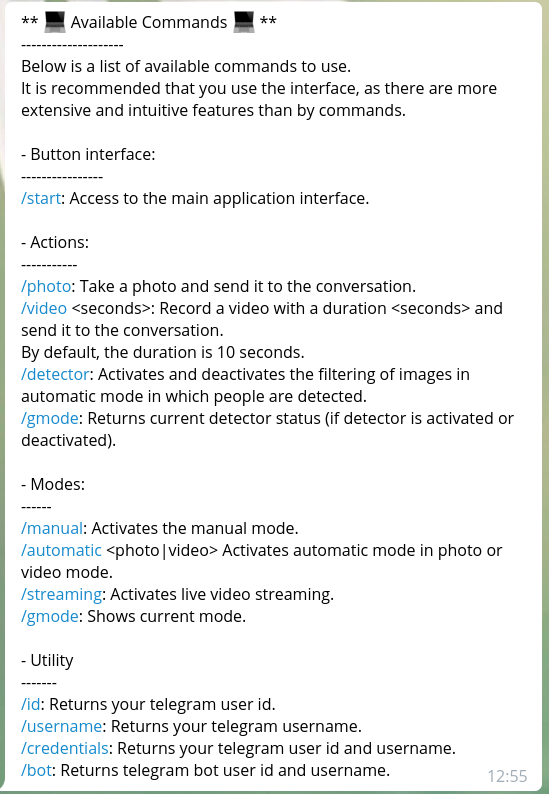 ** 💻 Available Commands 💻 **
--------------------
Below is a list of available commands to use.
It is recommended that you use the interface, as there are more
extensive and intuitive features than by commands.
- Button interface:
----------------
/start: Access to the main application interface.
- Actions:
-----------
/photo: Take a photo and send it to the conversation.
/video <seconds>: Record a video with a duration <seconds> and
send it to the conversation.
By default, the duration is 10 seconds.
/detector: Activates and deactivates the filtering of images in
automatic mode in which people are detected.
/gmode: Returns current detector status (if detector is activated or
deactivated).
- Modes:
------
/manual: Activates the manual mode.
/automatic <photo|video> Activates automatic mode in photo or
video mode.
/streaming: Activates live video streaming.
/gmode: Shows current mode.
- Utility
-------
/id: Returns your telegram user id.
/username: Returns your telegram username.
/credentials: Returns your telegram user id and username.
/bot: Returns telegram bot user id and username.
12:55